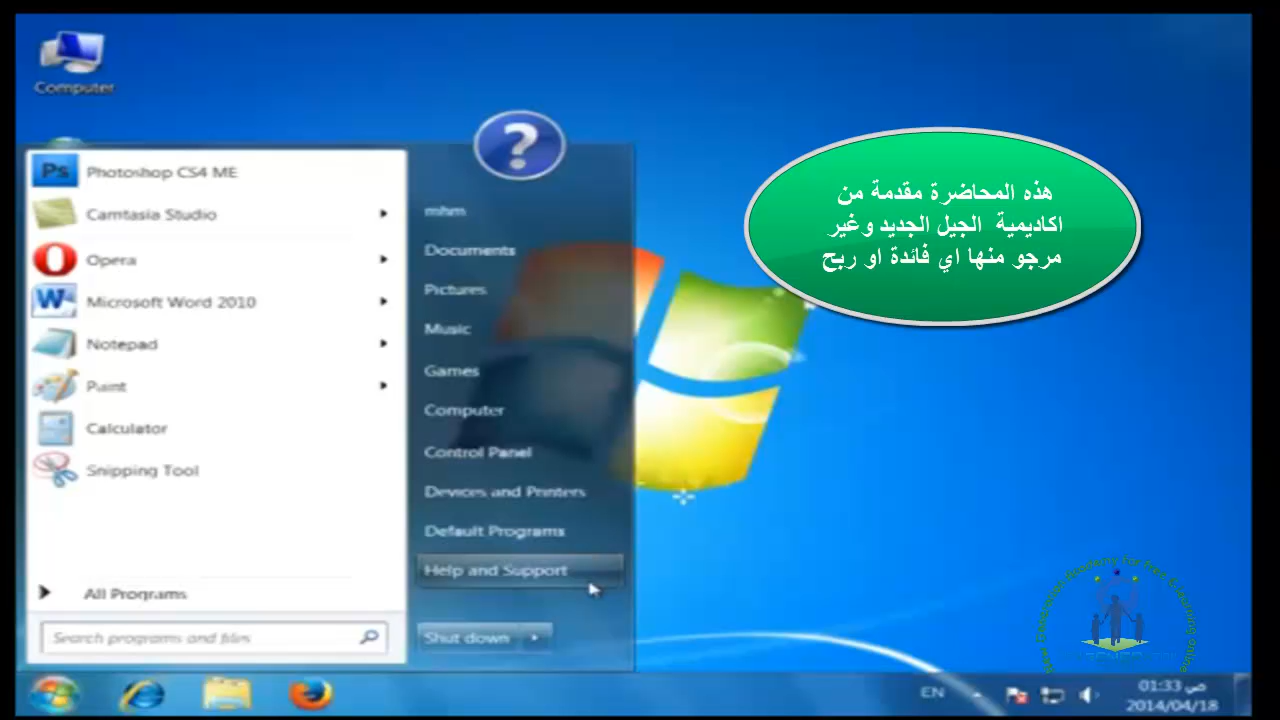 Computer
Ps
Photoshop CS4 ME
Camtasia Studio
Opera
Microsoft Word 2010
Notepad
Paint
Calculator
Snipping Tool
All Programs
Search programs and files
?
mhm
Documents
Pictures
Music
Games
Computer
Control Panel
Devices and Printers
Default Programs
Help and Support
Shut down
هذه المحاضرة مقدمة من
اكاديمية الجيل الجديد وغير
مرجو منها اي فائدة او ربح
EN
01:33 ص
2014/04/18